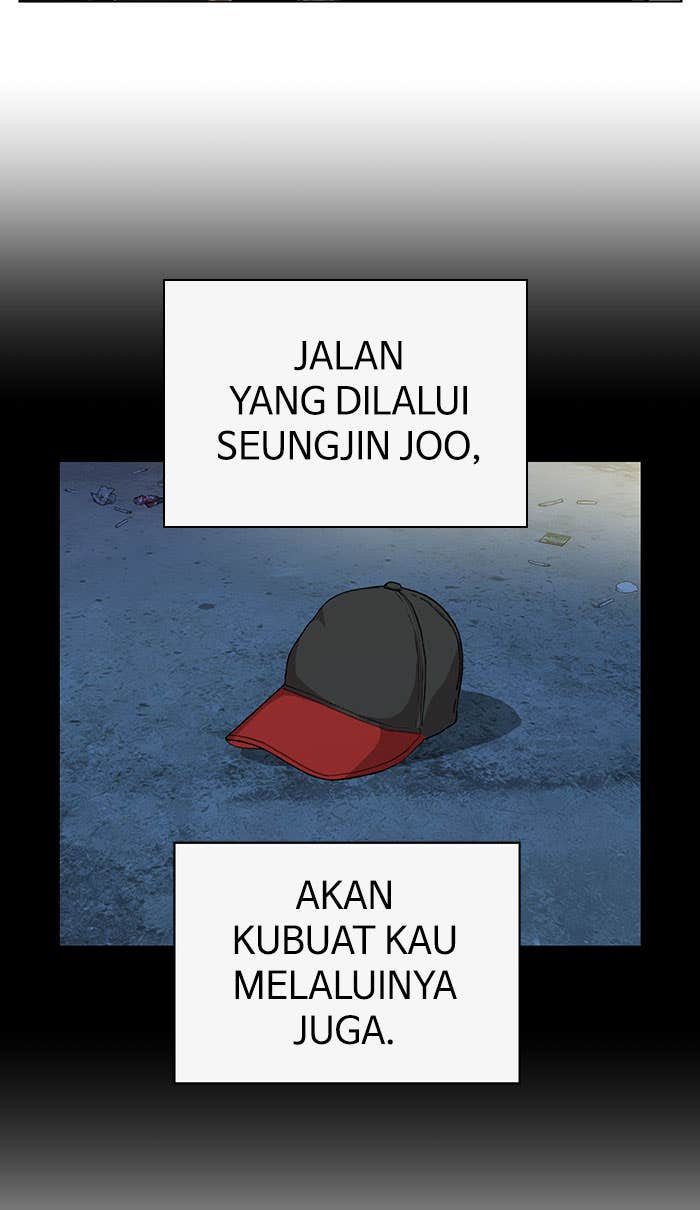 JALAN
YANG DILALUI
SEUNGJIN JOO,
AKAN
KUBUAT KAU
MELALUINYA
JUGA.